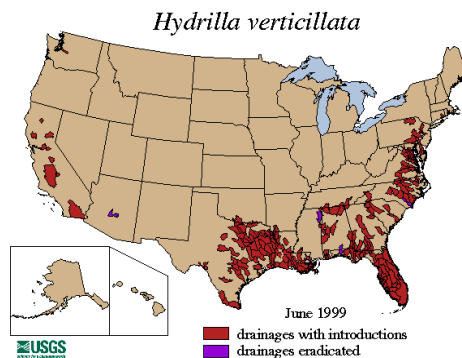 Hydrilla verticillata
June 1999
drainages with introductions
drainages eradicated
USGS